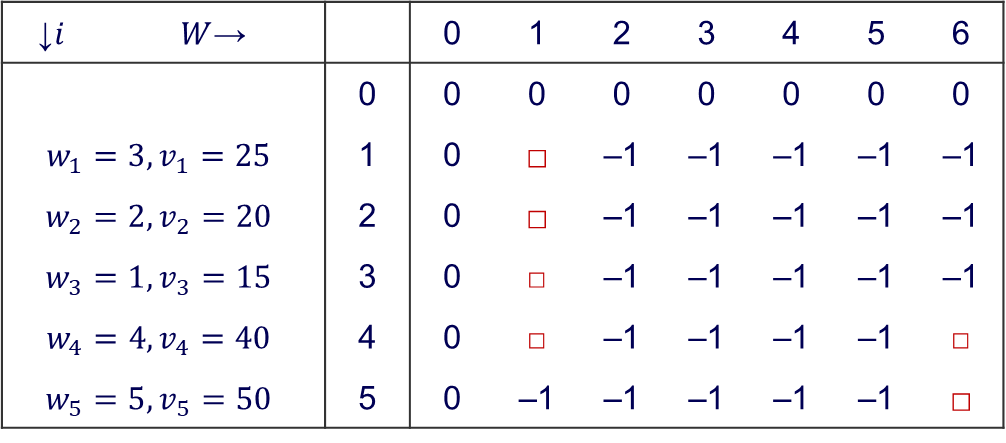 ↓i W→ 0 1 2 3 4 5 6
0 0 0 0 0 0 0 0
w₁ = 3, v₁ = 25 1 0 □ –1 –1 –1 –1 –1
w₂ = 2, v₂ = 20 2 0 □ –1 –1 –1 –1 –1
w₃ = 1, v₃ = 15 3 0 □ –1 –1 –1 –1 –1
w₄ = 4, v₄ = 40 4 0 □ –1 –1 –1 –1 □
w₅ = 5, v₅ = 50 5 0 –1 –1 –1 –1 –1 □